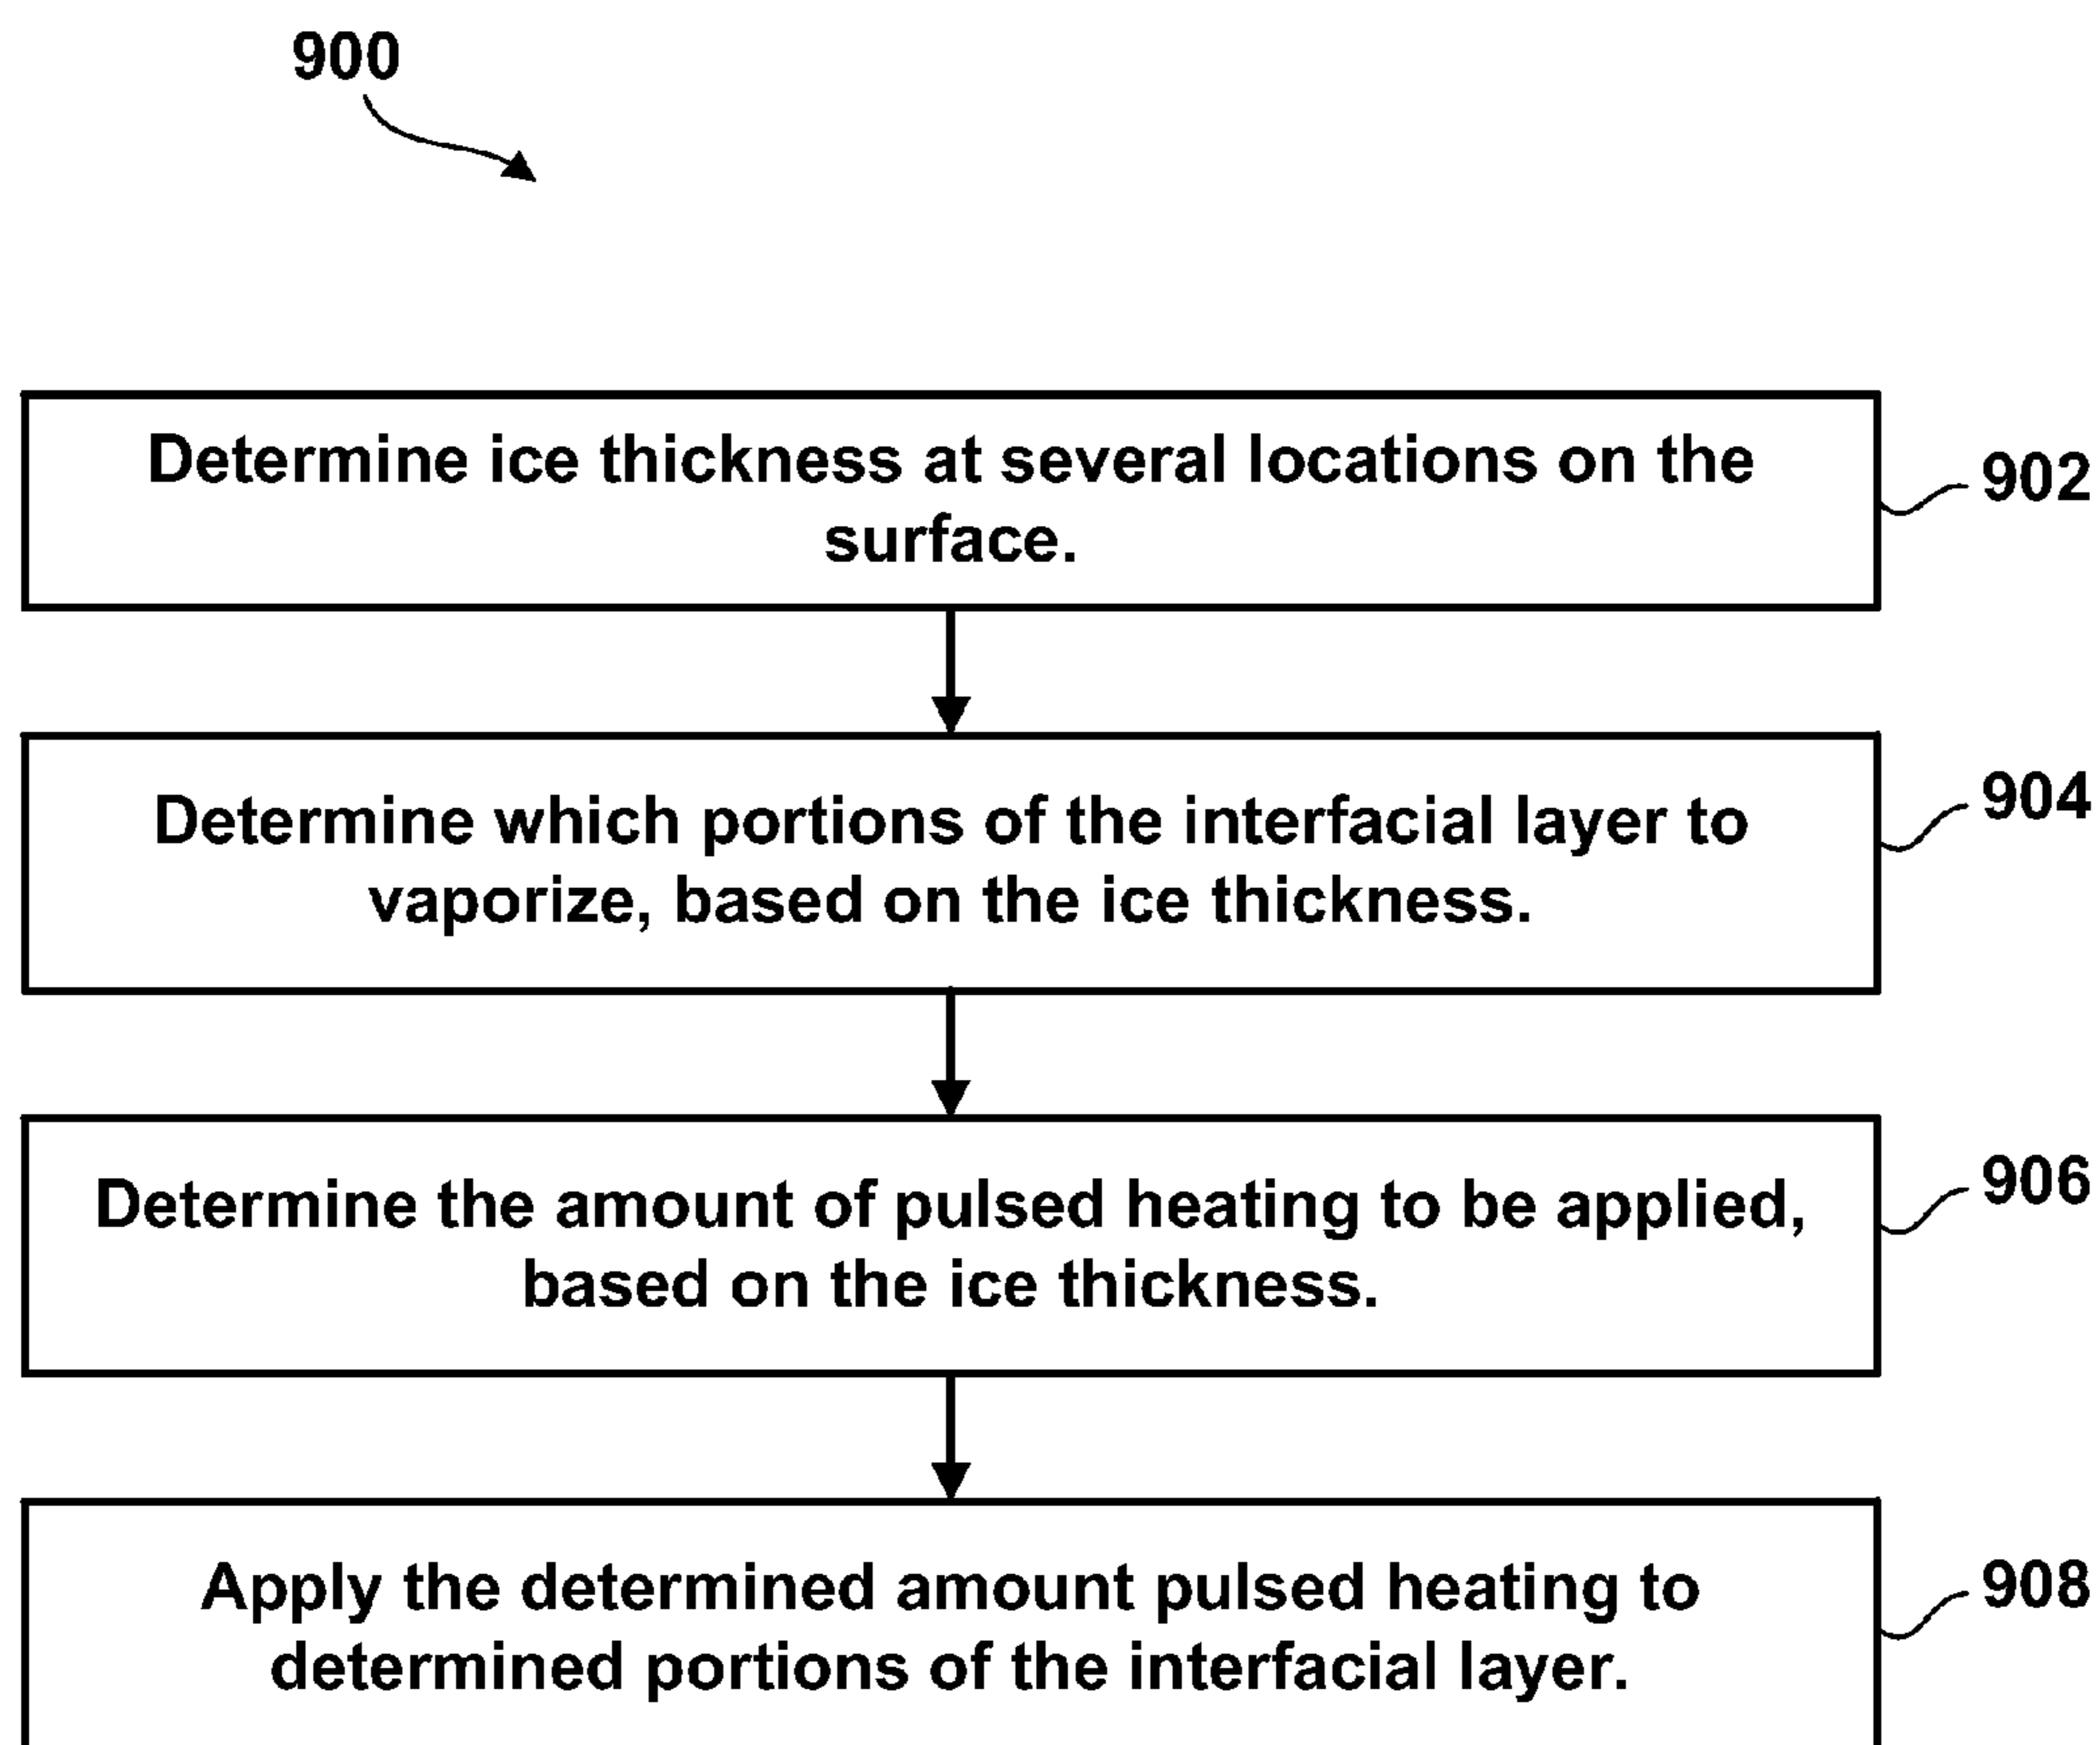 900
Determine ice thickness at several locations on the
surface.
902
Determine which portions of the interfacial layer to
vaporize, based on the ice thickness.
904
Determine the amount of pulsed heating to be applied,
based on the ice thickness.
906
Apply the determined amount pulsed heating to
determined portions of the interfacial layer.
908